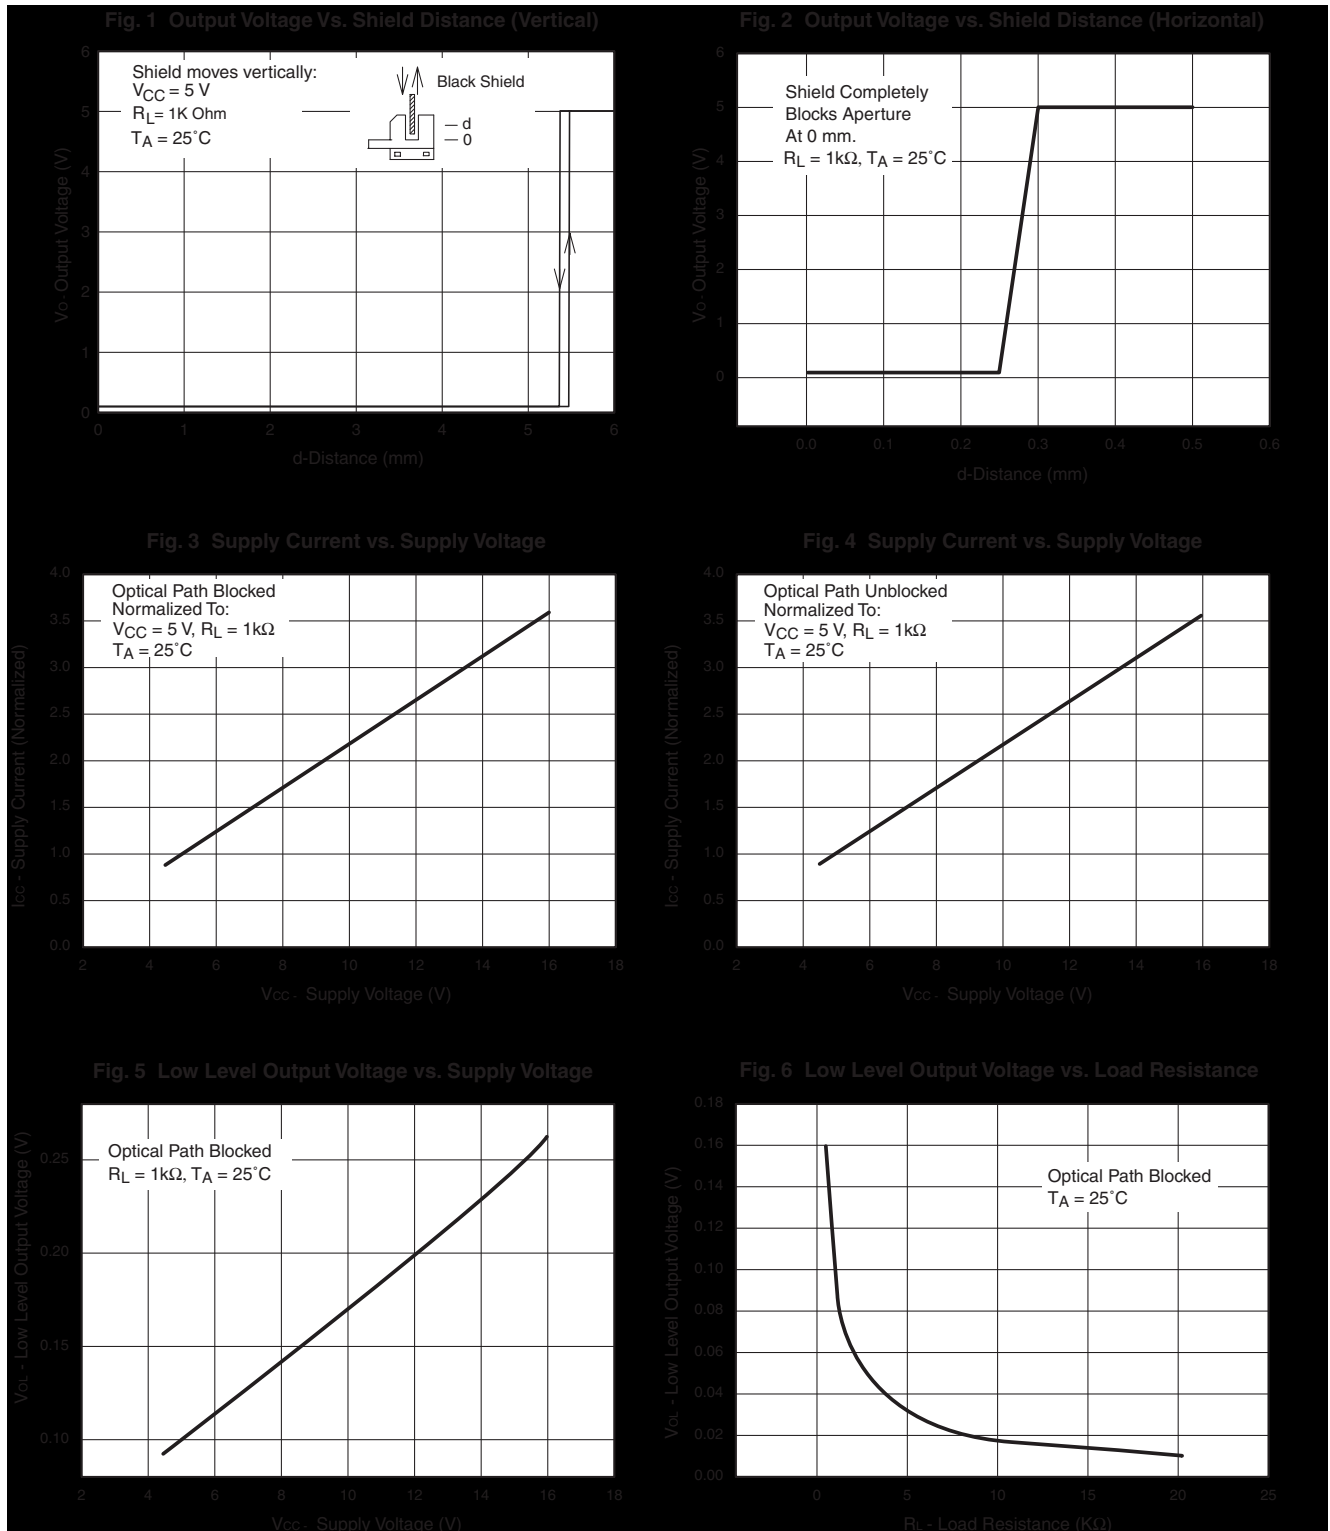 Fig. 1 Output Voltage Vs. Shield Distance (Vertical)
6
5
4
3
2
1
0
VO - Output Voltage (V)
Shield moves vertically:
VCC = 5 V
RL= 1K Ohm
TA = 25˚C
Black Shield
d
0
0 1 2 3 4 5 6
d-Distance (mm)
Fig. 2 Output Voltage vs. Shield Distance (Horizontal)
6
5
4
3
2
1
0
VO - Output Voltage (V)
Shield Completely
Blocks Aperture
At 0 mm.
RL = 1kΩ, TA = 25˚C
0.0 0.1 0.2 0.3 0.4 0.5 0.6
d-Distance (mm)
Fig. 3 Supply Current vs. Supply Voltage
4.0
3.5
3.0
2.5
2.0
1.5
1.0
0.5
0.0
ICC - Supply Current (Normalized)
Optical Path Blocked
Normalized To:
VCC = 5 V, RL = 1kΩ
TA = 25˚C
2 4 6 8 10 12 14 16 18
VCC - Supply Voltage (V)
Fig. 4 Supply Current vs. Supply Voltage
4.0
3.5
3.0
2.5
2.0
1.5
1.0
0.5
0.0
ICC - Supply Current (Normalized)
Optical Path Unblocked
Normalized To:
VCC = 5 V, RL = 1kΩ
TA = 25˚C
2 4 6 8 10 12 14 16 18
VCC - Supply Voltage (V)
Fig. 5 Low Level Output Voltage vs. Supply Voltage
0.25
0.20
0.15
0.10
VOL - Low Level Output Voltage (V)
Optical Path Blocked
RL = 1kΩ, TA = 25˚C
2 4 6 8 10 12 14 16 18
VCC - Supply Voltage (V)
Fig. 6 Low Level Output Voltage vs. Load Resistance
0.18
0.16
0.14
0.12
0.10
0.08
0.06
0.04
0.02
0.00
VOL - Low Level Output Voltage (V)
Optical Path Blocked
TA = 25˚C
0 5 10 15 20 25
RL - Load Resistance (KΩ)